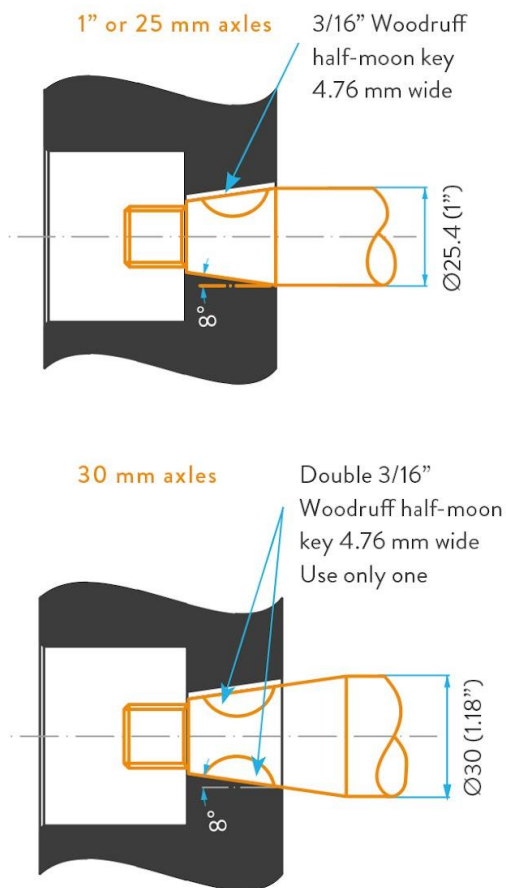 1” or 25 mm axles
3/16” Woodruff
half-moon key
4.76 mm wide
Ø25.4 (1”)
8°
30 mm axles
Double 3/16”
Woodruff half-moon
key 4.76 mm wide
Use only one
Ø30 (1.18”)
8°